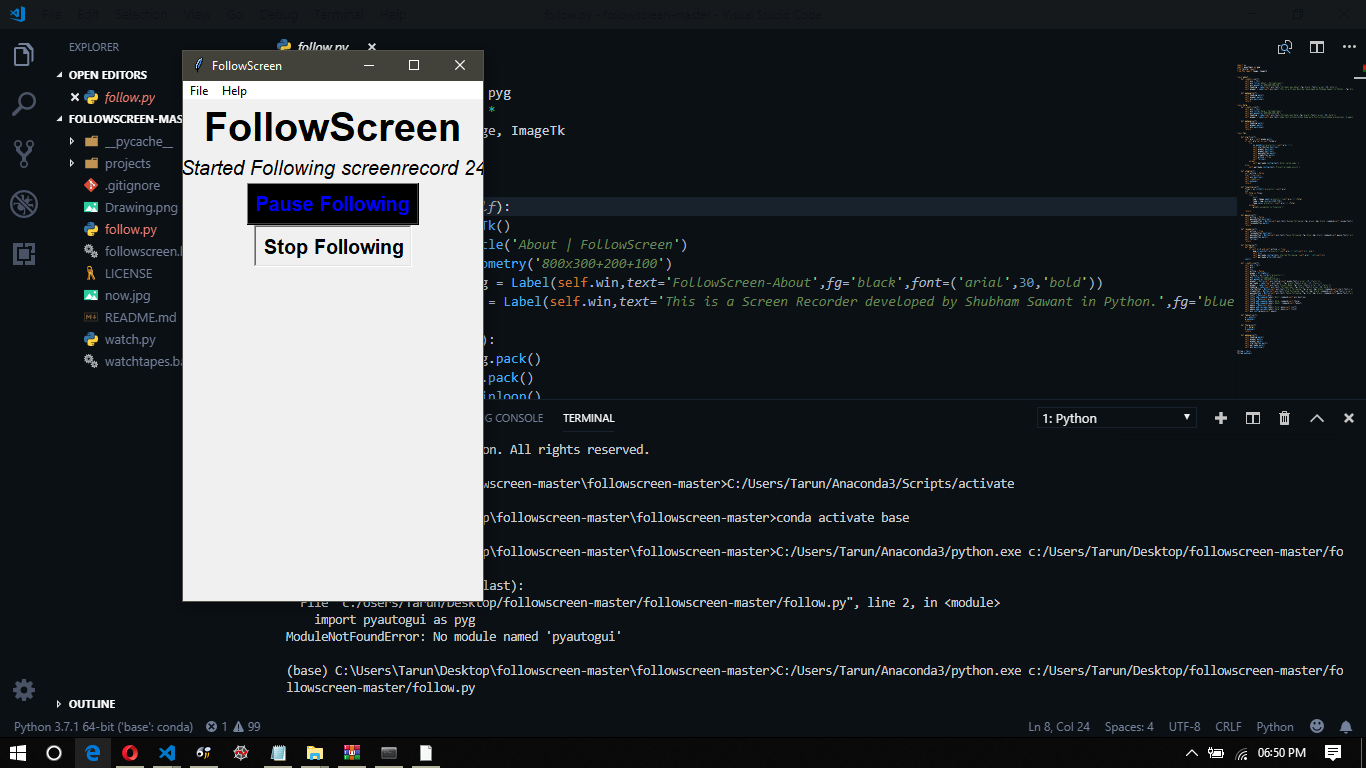 File Edit Selection View Go Debug Terminal Help
EXPLORER
OPEN EDITORS
follow.py
FOLLOWSCREEN-MAS
__pycache__
projects
.gitignore
Drawing.png
follow.py
followscreen.
LICENSE
now.jpg
README.md
watch.py
watchtapes.ba
OUTLINE
follow.py
FollowScreen
File Help
FollowScreen
Started Following screenrecord 24
Pause Following
Stop Following
pyg
*
ge, ImageTk
lf):
Tk()
tle('About | FollowScreen')
ometry('800x300+200+100')
g = Label(self.win,text='FollowScreen-About',fg='black',font=('arial',30,'bold'))
= Label(self.win,text='This is a Screen Recorder developed by Shubham Sawant in Python.',fg='blue
):
g.pack()
.pack()
inloop()
G CONSOLE TERMINAL
1: Python
on. All rights reserved.
wscreen-master\followscreen-master>C:/Users/Tarun/Anaconda3/Scripts/activate
p\followscreen-master\followscreen-master>conda activate base
p\followscreen-master\followscreen-master>C:/Users/Tarun/Anaconda3/python.exe c:/Users/Tarun/Desktop/followscreen-master/fo
last):
File "c:/Users/Tarun/Desktop/followscreen-master/followscreen-master/follow.py", line 2, in <module>
import pyautogui as pyg
ModuleNotFoundError: No module named 'pyautogui'
(base) C:\Users\Tarun\Desktop\followscreen-master\followscreen-master>C:/Users/Tarun/Anaconda3/python.exe c:/Users/Tarun/Desktop/followscreen-master/fo
llowscreen-master/follow.py
Python 3.7.1 64-bit ('base': conda) 1 99
Ln 8, Col 24 Spaces: 4 UTF-8 CRLF Python
06:50 PM